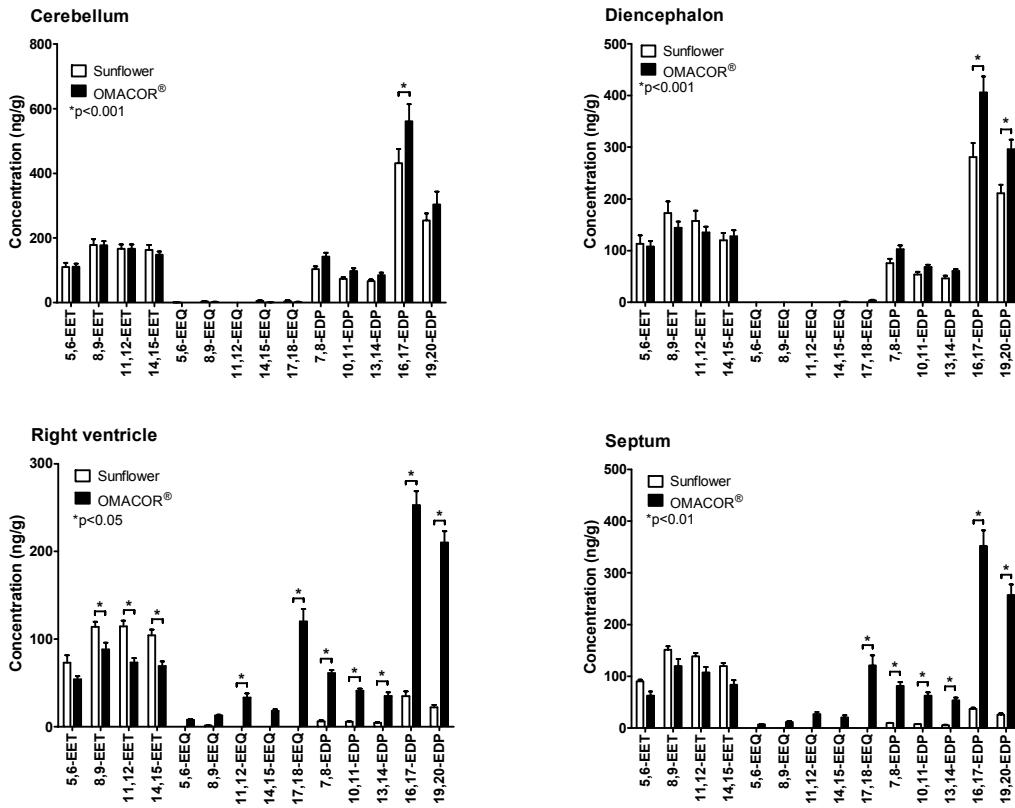 Cerebellum
Concentration (ng/g)
800
600
400
200
0
Sunflower
OMACOR®
*p<0.001
*
5,6-EET
8,9-EET
11,12-EET
14,15-EET
5,6-EEQ
8,9-EEQ
11,12-EEQ
14,15-EEQ
17,18-EEQ
7,8-EDP
10,11-EDP
13,14-EDP
16,17-EDP
19,20-EDP
Diencephalon
Concentration (ng/g)
500
400
300
200
100
0
Sunflower
OMACOR®
*p<0.001
*
*
5,6-EET
8,9-EET
11,12-EET
14,15-EET
5,6-EEQ
8,9-EEQ
11,12-EEQ
14,15-EEQ
17,18-EEQ
7,8-EDP
10,11-EDP
13,14-EDP
16,17-EDP
19,20-EDP
Right ventricle
Concentration (ng/g)
300
200
100
0
Sunflower
OMACOR®
*p<0.05
*
*
*
*
*
*
*
*
*
*
5,6-EET
8,9-EET
11,12-EET
14,15-EET
5,6-EEQ
8,9-EEQ
11,12-EEQ
14,15-EEQ
17,18-EEQ
7,8-EDP
10,11-EDP
13,14-EDP
16,17-EDP
19,20-EDP
Septum
Concentration (ng/g)
500
400
300
200
100
0
Sunflower
OMACOR®
*p<0.01
*
*
*
*
*
*
5,6-EET
8,9-EET
11,12-EET
14,15-EET
5,6-EEQ
8,9-EEQ
11,12-EEQ
14,15-EEQ
17,18-EEQ
7,8-EDP
10,11-EDP
13,14-EDP
16,17-EDP
19,20-EDP